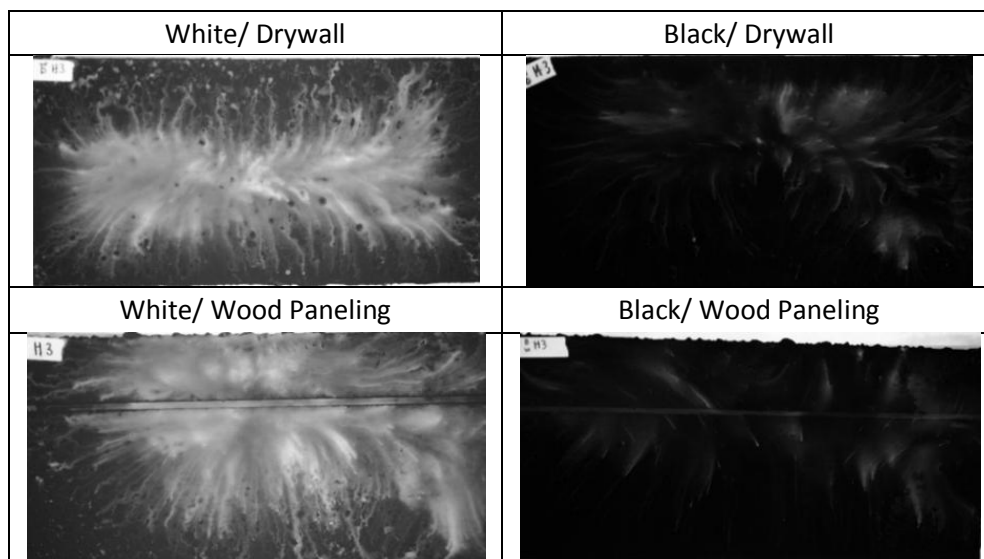 White/ Drywall
Black/ Drywall
H3
H3
White/ Wood Paneling
Black/ Wood Paneling
H3
H3